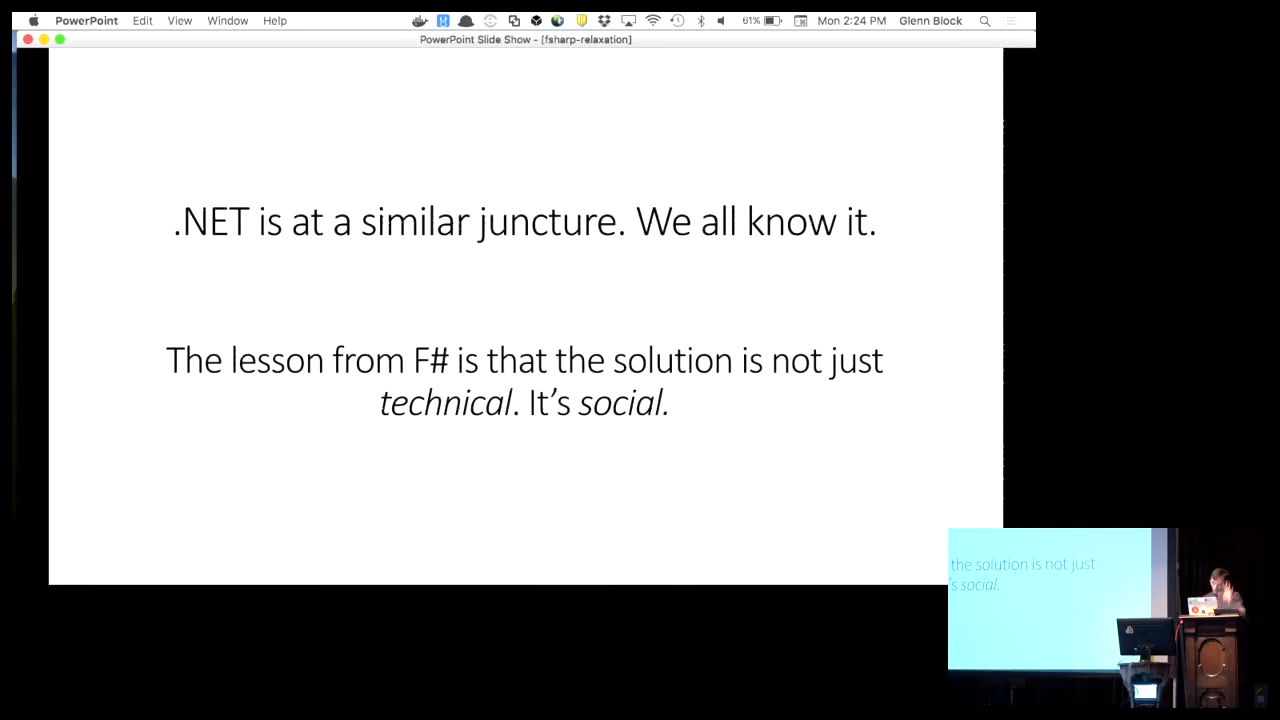 PowerPoint Edit View Window Help 61% Mon 2:24 PM Glenn Block
PowerPoint Slide Show - [fsharp-relaxation]
.NET is at a similar juncture. We all know it.
The lesson from F# is that the solution is not just
technical. It’s social.
the solution is not just
’s social.